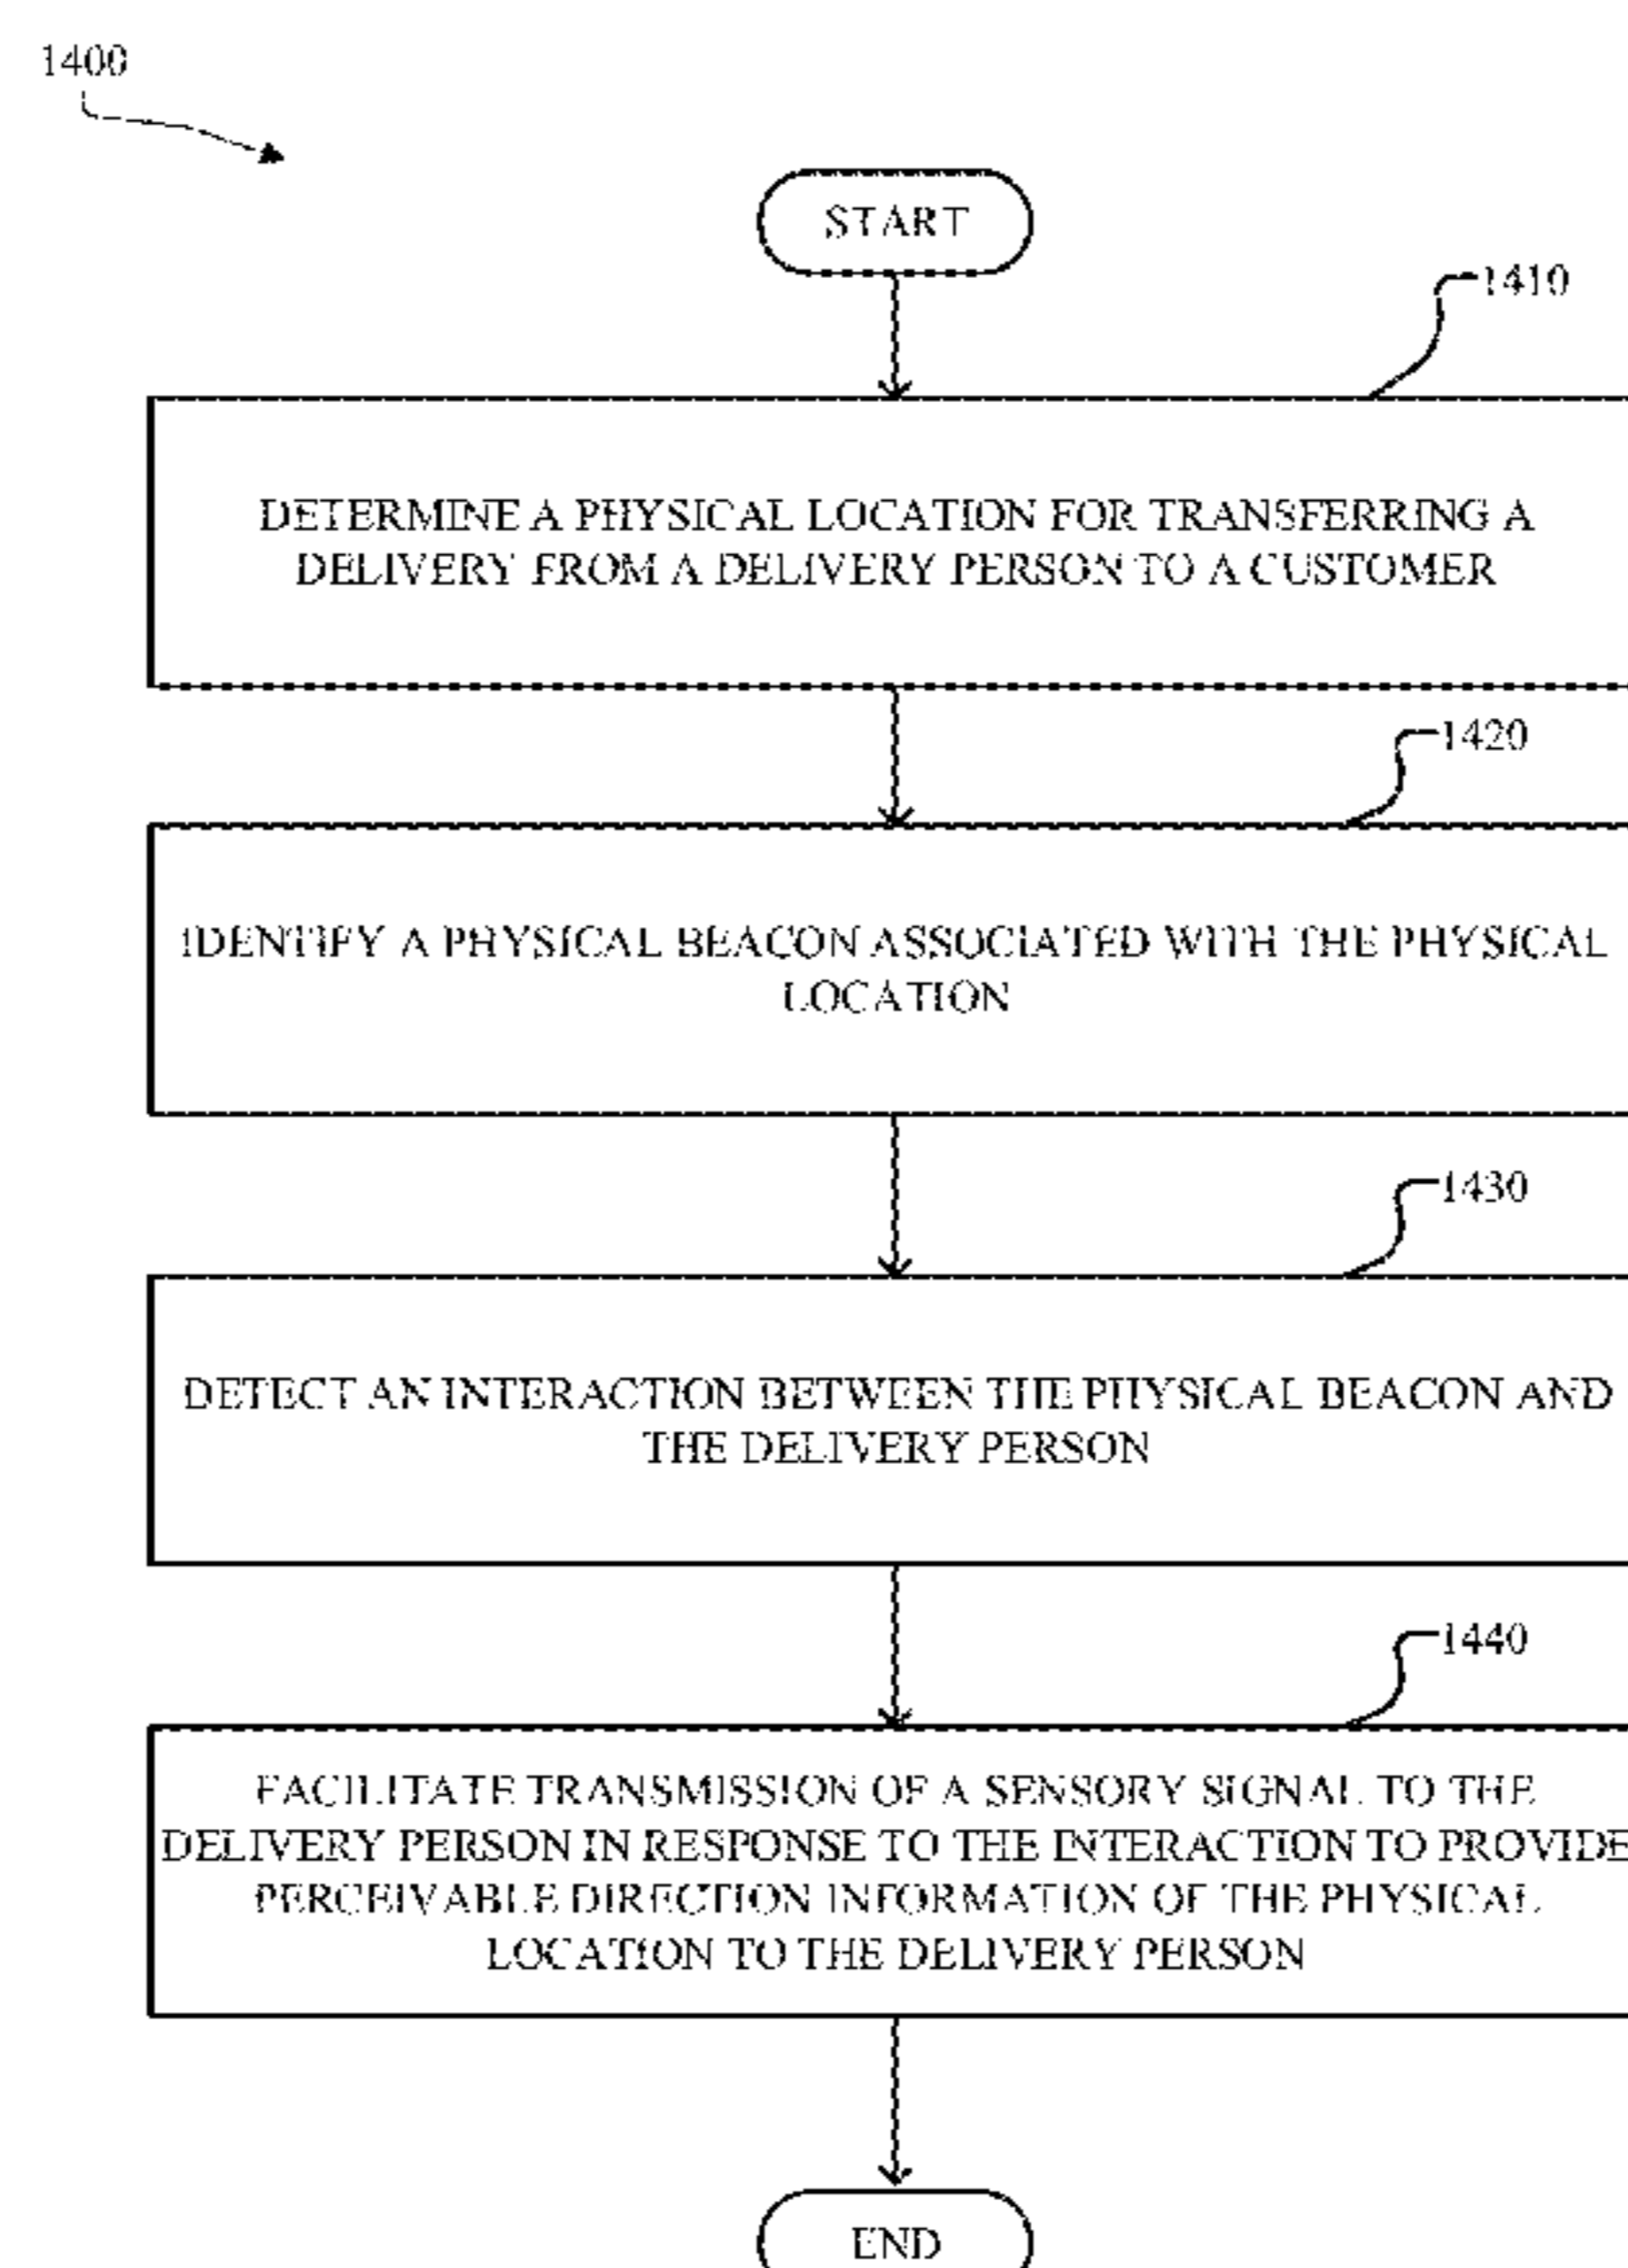 1400
START
1410
DETERMINE A PHYSICAL LOCATION FOR TRANSFERRING A
DELIVERY FROM A DELIVERY PERSON TO A CUSTOMER
1420
IDENTIFY A PHYSICAL BEACON ASSOCIATED WITH THE PHYSICAL
LOCATION
1430
DETECT AN INTERACTION BETWEEN THE PHYSICAL BEACON AND
THE DELIVERY PERSON
1440
FACILITATE TRANSMISSION OF A SENSORY SIGNAL TO THE
DELIVERY PERSON IN RESPONSE TO THE INTERACTION TO PROVIDE
PERCEIVABLE DIRECTION INFORMATION OF THE PHYSICAL
LOCATION TO THE DELIVERY PERSON
END